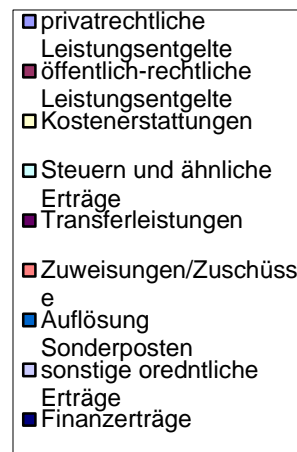 privatrechtliche
Leistungsentgelte
öffentlich-rechtliche
Leistungsentgelte
Kostenerstattungen
Steuern und ähnliche
Erträge
Transferleistungen
Zuweisungen/Zuschüss
e
Auflösung
Sonderposten
sonstige oredntliche
Erträge
Finanzerträge